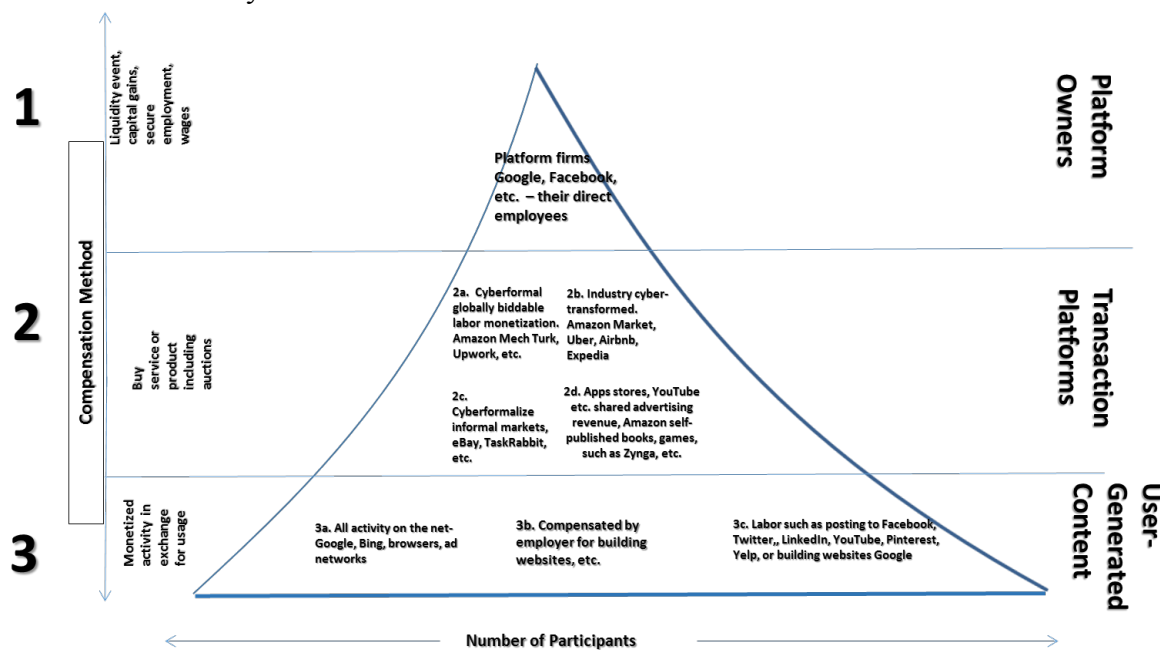 1
Liquidity event,
capital gains,
secure
employment,
wages
Platform
Owners
Platform firms
Google, Facebook,
etc. – their direct
employees
Compensation Method
2
Buy
service or
product
including
auctions
Transaction
Platforms
2a. Cyberformal
globally biddable
labor monetization.
Amazon Mech Turk,
Upwork, etc.
2b. Industry cyber-
transformed.
Amazon Market,
Uber, Airbnb,
Expedia
2c.
Cyberformalize
informal markets,
eBay, TaskRabbit,
etc.
2d. Apps stores, YouTube
etc. shared advertising
revenue, Amazon self-
published books, games,
such as Zynga, etc.
3
Monetized
activity in
exchange
for usage
User-
Generated
Content
3a. All activity on the net-
Google, Bing, browsers, ad
networks
3b. Compensated by
employer for building
websites, etc.
3c. Labor such as posting to Facebook,
Twitter,, LinkedIn, YouTube, Pinterest,
Yelp, or building websites Google
Number of Participants